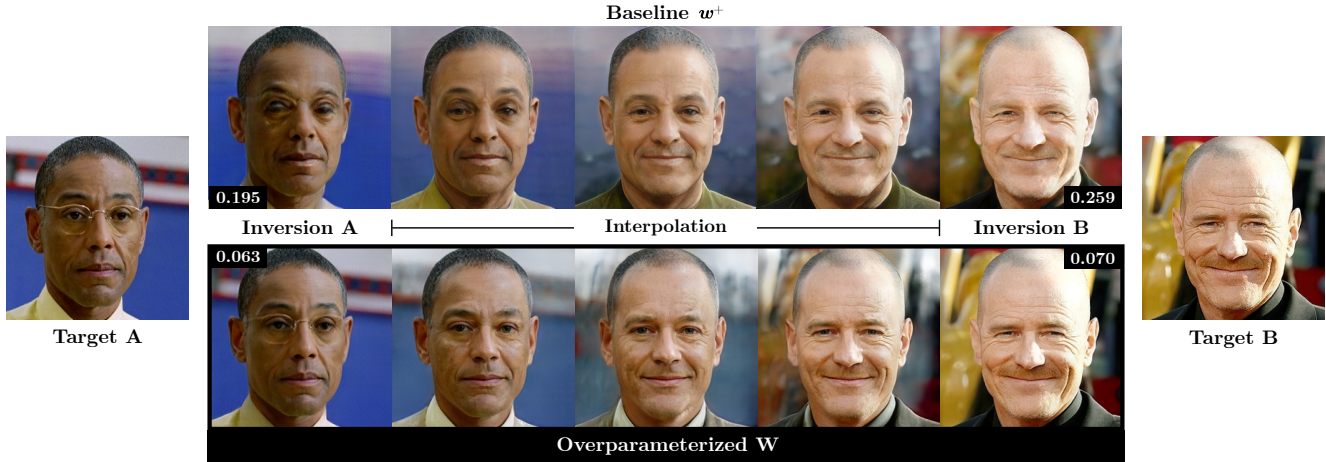 Baseline w⁺
0.195
0.259
Inversion A
Interpolation
Inversion B
0.063
0.070
Target A
Target B
Overparameterized W